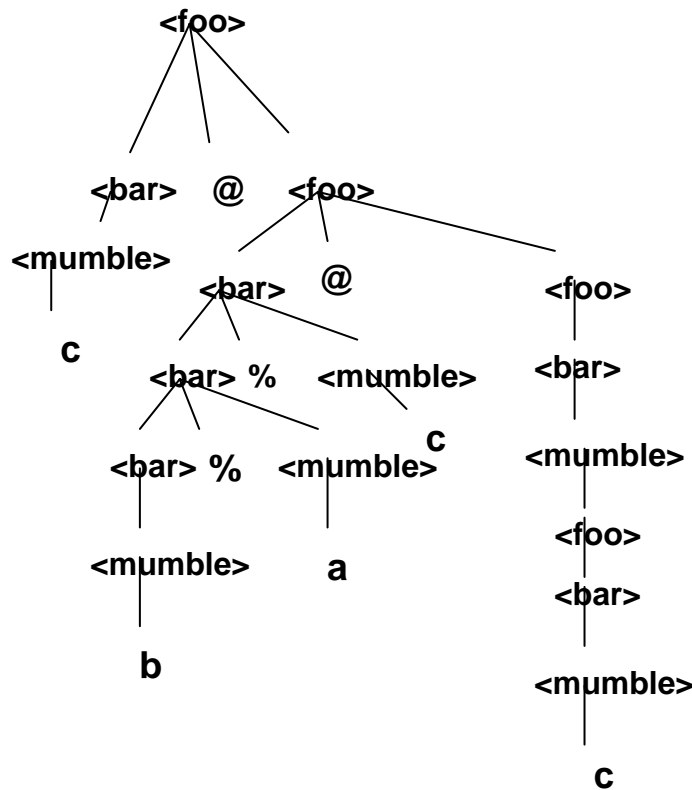 <foo>
<bar> @ <foo>
<mumble> <bar> @ <foo>
c <bar> % <mumble> <bar>
c
<bar> % <mumble> <mumble>
<mumble> a <foo>
<bar>
b <mumble>
c